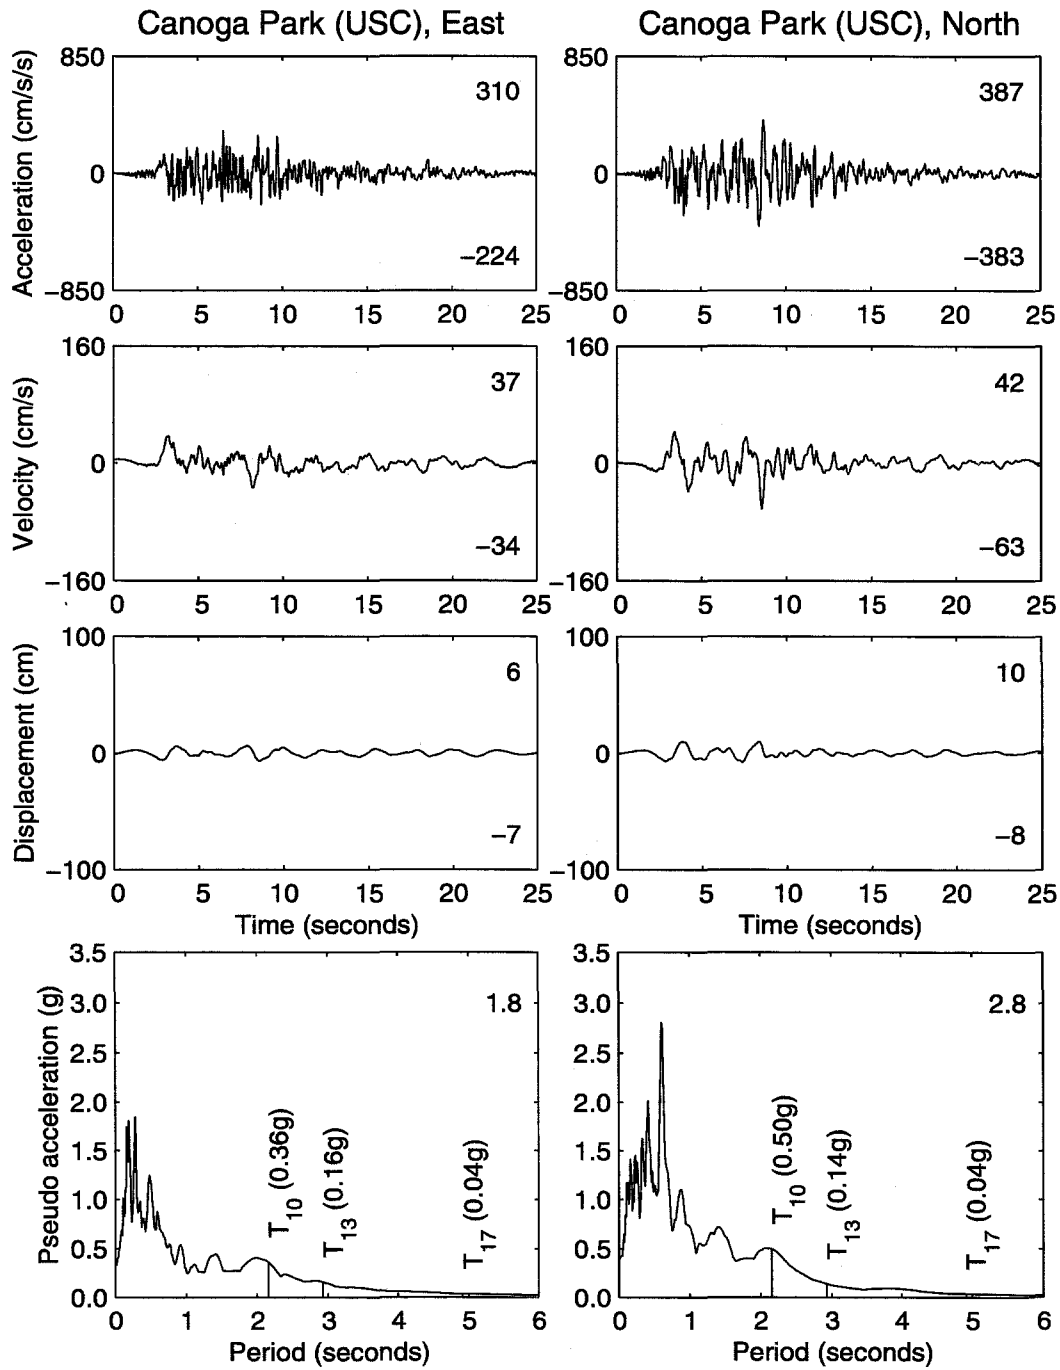 Canoga Park (USC), East
Canoga Park (USC), North
Acceleration (cm/s/s)
850
0
−850
310
−224
0 5 10 15 20 25
850
0
−850
387
−383
0 5 10 15 20 25
Velocity (cm/s)
160
0
−160
37
−34
0 5 10 15 20 25
160
0
−160
42
−63
0 5 10 15 20 25
Displacement (cm)
100
0
−100
6
−7
0 5 10 15 20 25
Time (seconds)
100
0
−100
10
−8
0 5 10 15 20 25
Time (seconds)
Pseudo acceleration (g)
3.5
3.0
2.5
2.0
1.5
1.0
0.5
0.0
1.8
T10 (0.36g)
T13 (0.16g)
T17 (0.04g)
0 1 2 3 4 5 6
Period (seconds)
3.5
3.0
2.5
2.0
1.5
1.0
0.5
0.0
2.8
T10 (0.50g)
T13 (0.14g)
T17 (0.04g)
0 1 2 3 4 5 6
Period (seconds)